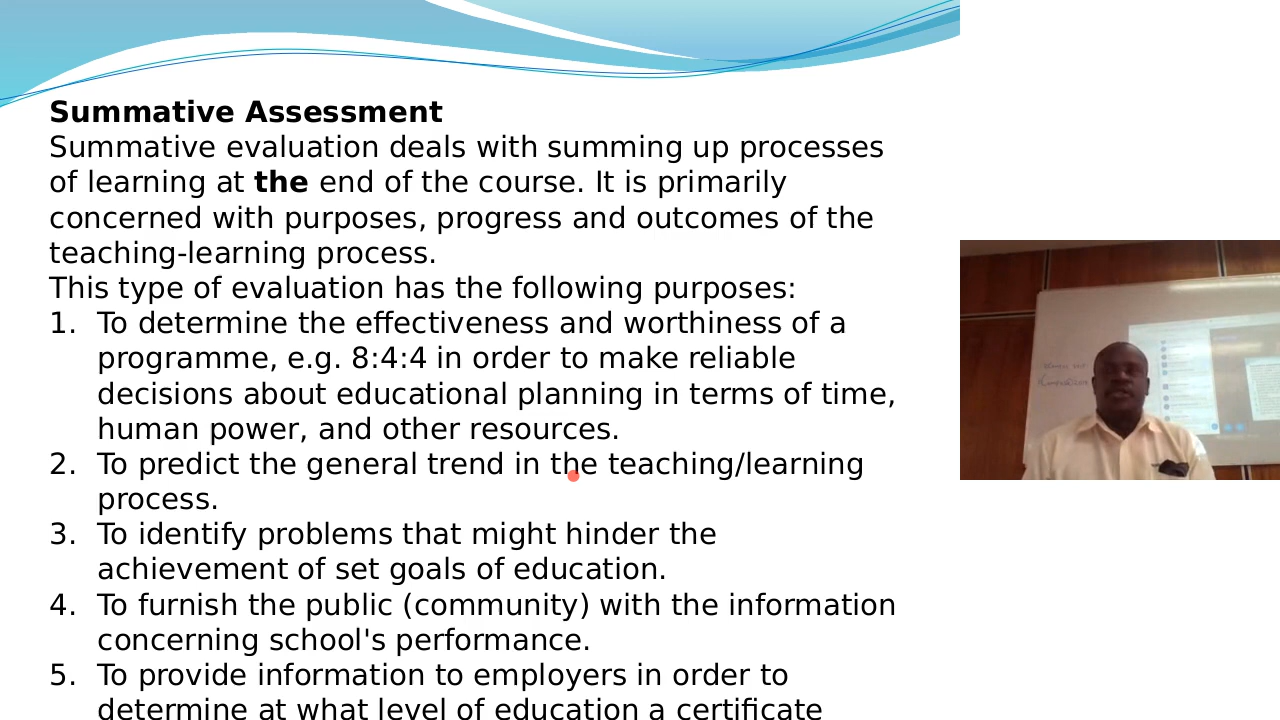 Summative Assessment
Summative evaluation deals with summing up processes
of learning at the end of the course. It is primarily
concerned with purposes, progress and outcomes of the
teaching-learning process.
This type of evaluation has the following purposes:
1. To determine the effectiveness and worthiness of a
programme, e.g. 8:4:4 in order to make reliable
decisions about educational planning in terms of time,
human power, and other resources.
2. To predict the general trend in the teaching/learning
process.
3. To identify problems that might hinder the
achievement of set goals of education.
4. To furnish the public (community) with the information
concerning school's performance.
5. To provide information to employers in order to
determine at what level of education a certificate